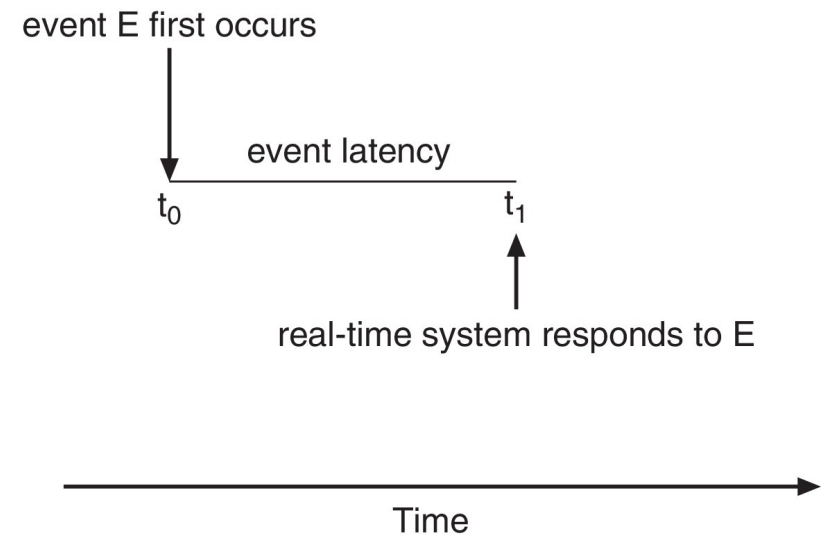 event E first occurs
event latency
t₀
t₁
real-time system responds to E
Time